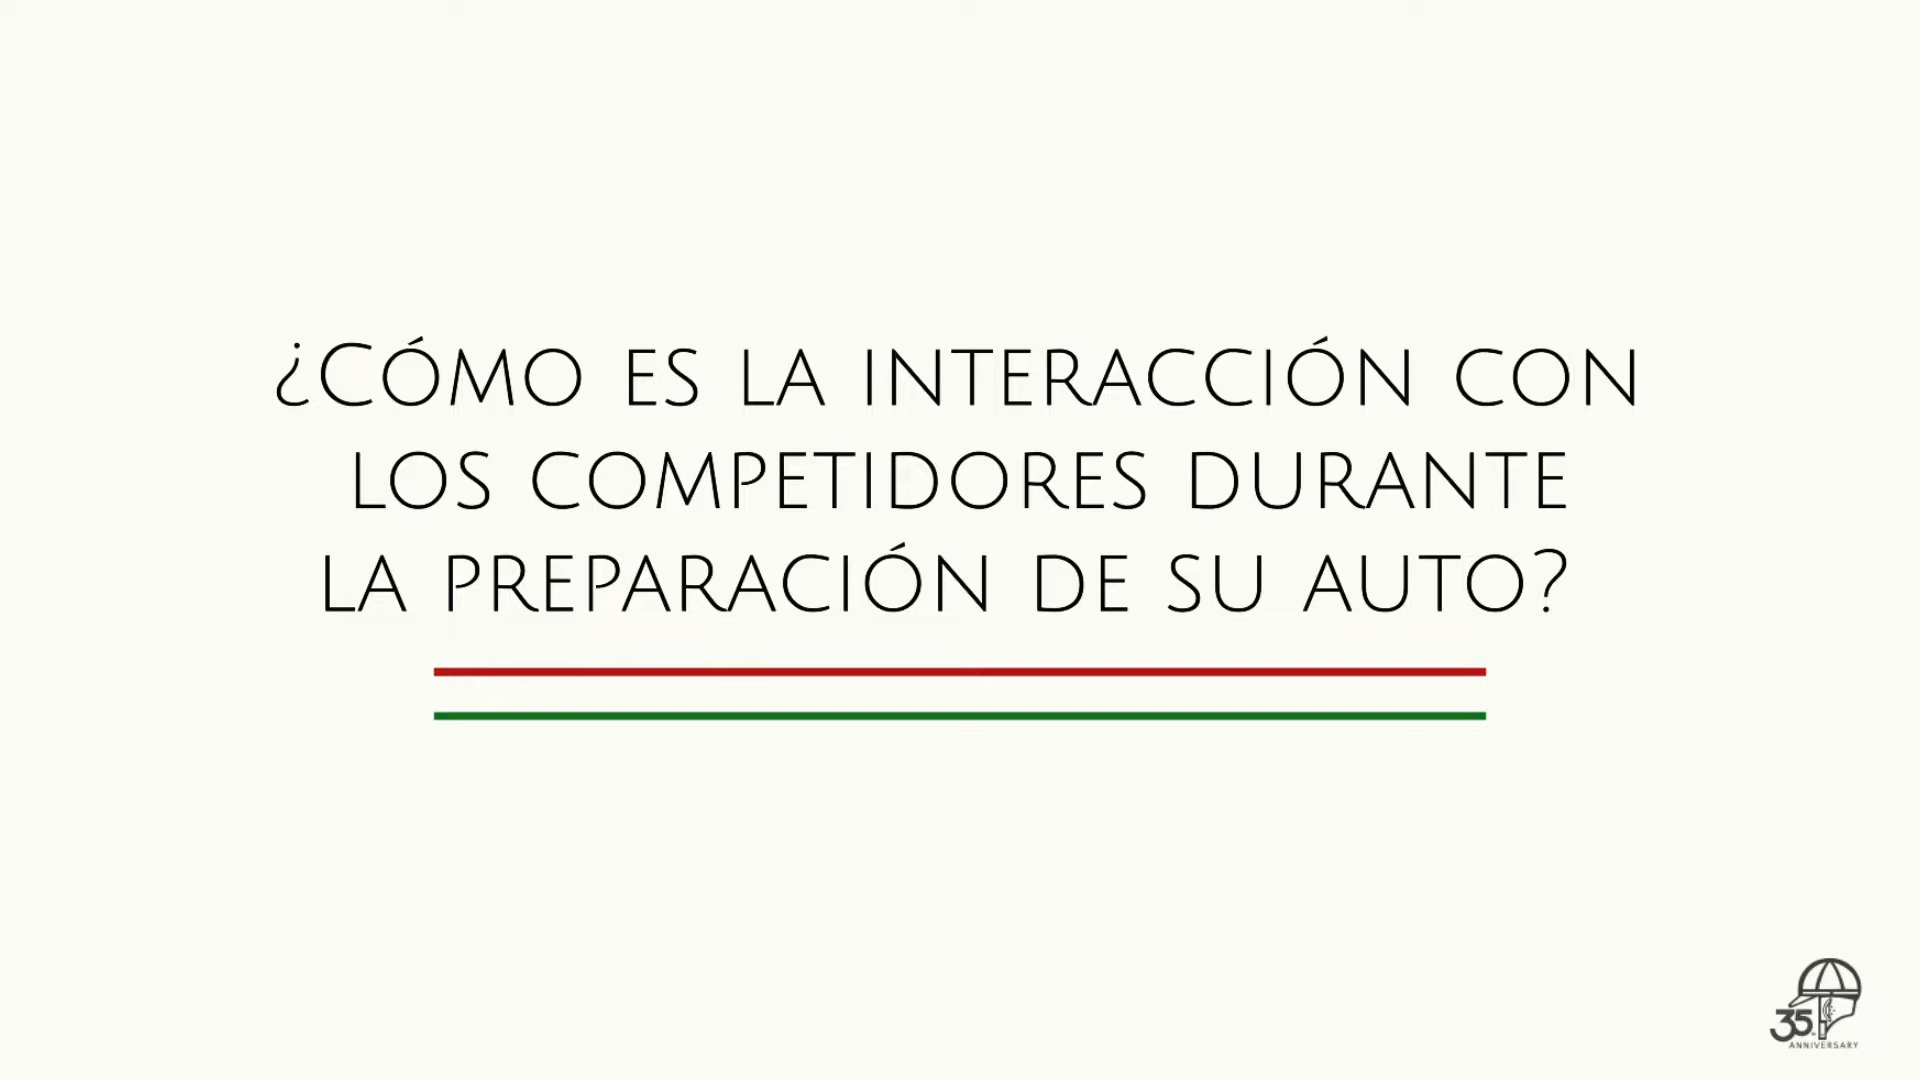 ¿Cómo es la interacción con
los competidores durante
la preparación de su auto?
35
ANNIVERSARY